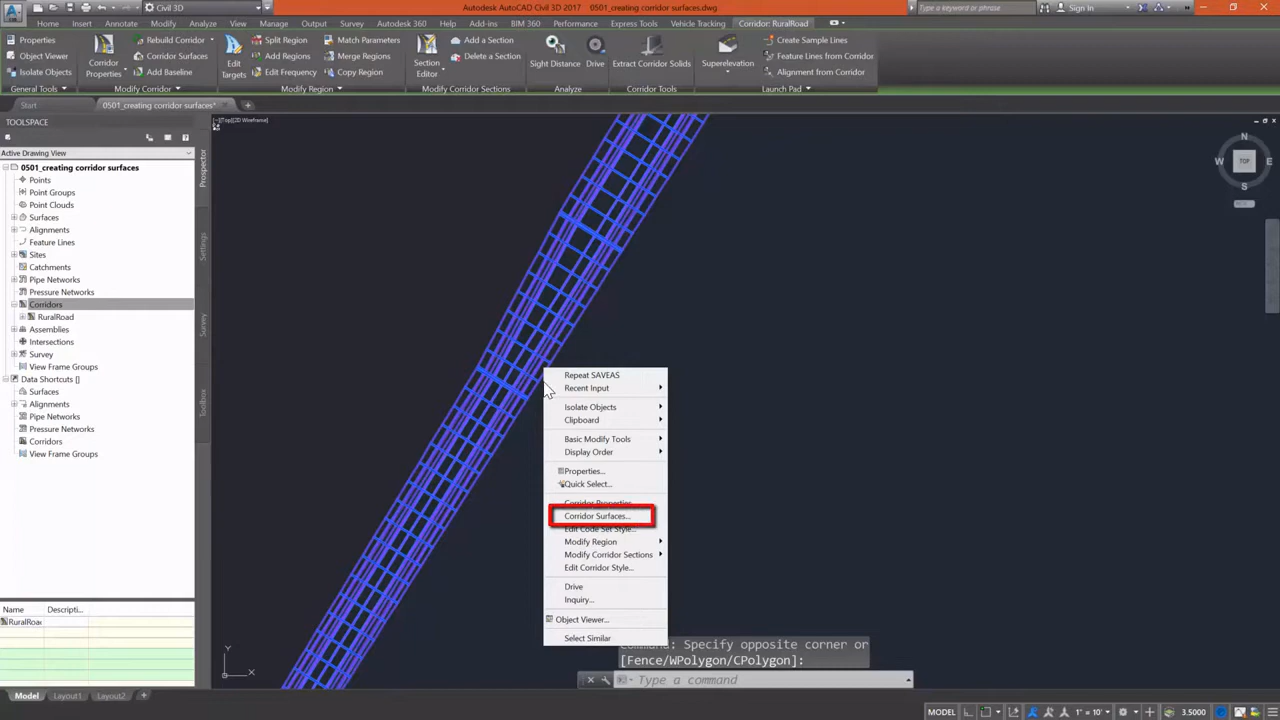 Autodesk AutoCAD Civil 3D 2017 0501_creating corridor surfaces.dwg
Type a keyword or phrase
Sign In
Civil 3D
Home Insert Annotate Modify Analyze View Manage Output Survey Autodesk 360 Help Add-ins BIM 360 Performance Express Tools Vehicle Tracking Corridor: RuralRoad
Properties
Object Viewer
Isolate Objects
General Tools
Corridor Properties
Rebuild Corridor
Corridor Surfaces
Add Baseline
Modify Corridor
Edit Targets
Split Region
Add Regions
Edit Frequency
Match Parameters
Merge Regions
Copy Region
Modify Region
Section Editor
Add a Section
Delete a Section
Modify Corridor Sections
Sight Distance
Drive
Analyze
Extract Corridor Solids
Corridor Tools
Superelevation
Create Sample Lines
Feature Lines from Corridor
Alignment from Corridor
Launch Pad
Start
0501_creating corridor surfaces*
TOOLSPACE
Active Drawing View
0501_creating corridor surfaces
Points
Point Groups
Point Clouds
Surfaces
Alignments
Feature Lines
Sites
Catchments
Pipe Networks
Pressure Networks
Corridors
RuralRoad
Assemblies
Intersections
Survey
View Frame Groups
Data Shortcuts []
Surfaces
Alignments
Pipe Networks
Pressure Networks
Corridors
View Frame Groups
Prospector
Settings
Survey
Toolbox
Name Descripti...
RuralRoad
[-][Top][2D Wireframe]
N
W TOP E
S
Repeat SAVEAS
Recent Input
Isolate Objects
Clipboard
Basic Modify Tools
Display Order
Properties...
Quick Select...
Corridor Properties...
Corridor Surfaces...
Edit Code Set Style...
Modify Region
Modify Corridor Sections
Edit Corridor Style...
Drive
Inquiry...
Object Viewer...
Select Similar
Y
X
Command: Specify opposite corner or
[Fence/WPolygon/CPolygon]:
Type a command
Model Layout1 Layout2
MODEL
1" = 10'
3.5000